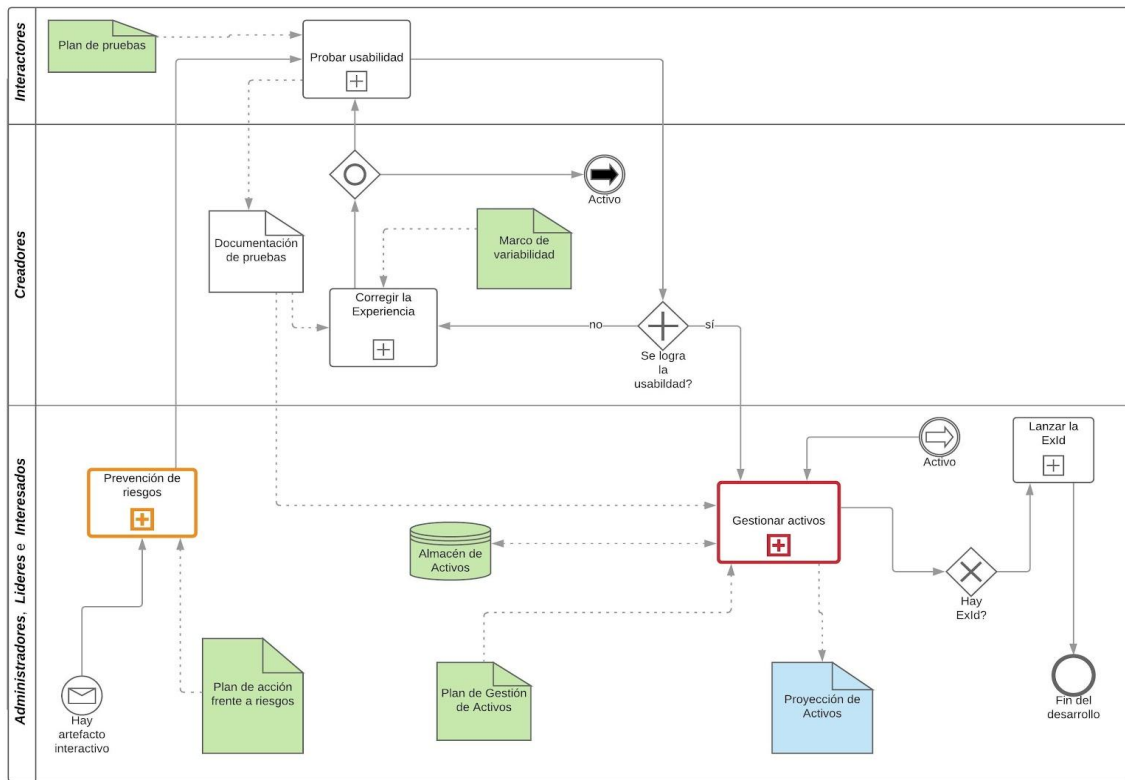 Interactores
Plan de pruebas
Probar usabilidad
Creadores
Activo
Documentación
de pruebas
Marco de
variabilidad
Corregir la
Experiencia
no
sí
Se logra
la
usabildad?
Administradores, Líderes e Interesados
Lanzar la
ExId
Activo
Prevención de
riesgos
Gestionar activos
Almacén de
Activos
Hay
ExId?
Plan de acción
frente a riesgos
Plan de Gestión
de Activos
Proyección de
Activos
Hay
artefacto
interactivo
Fin del
desarrollo